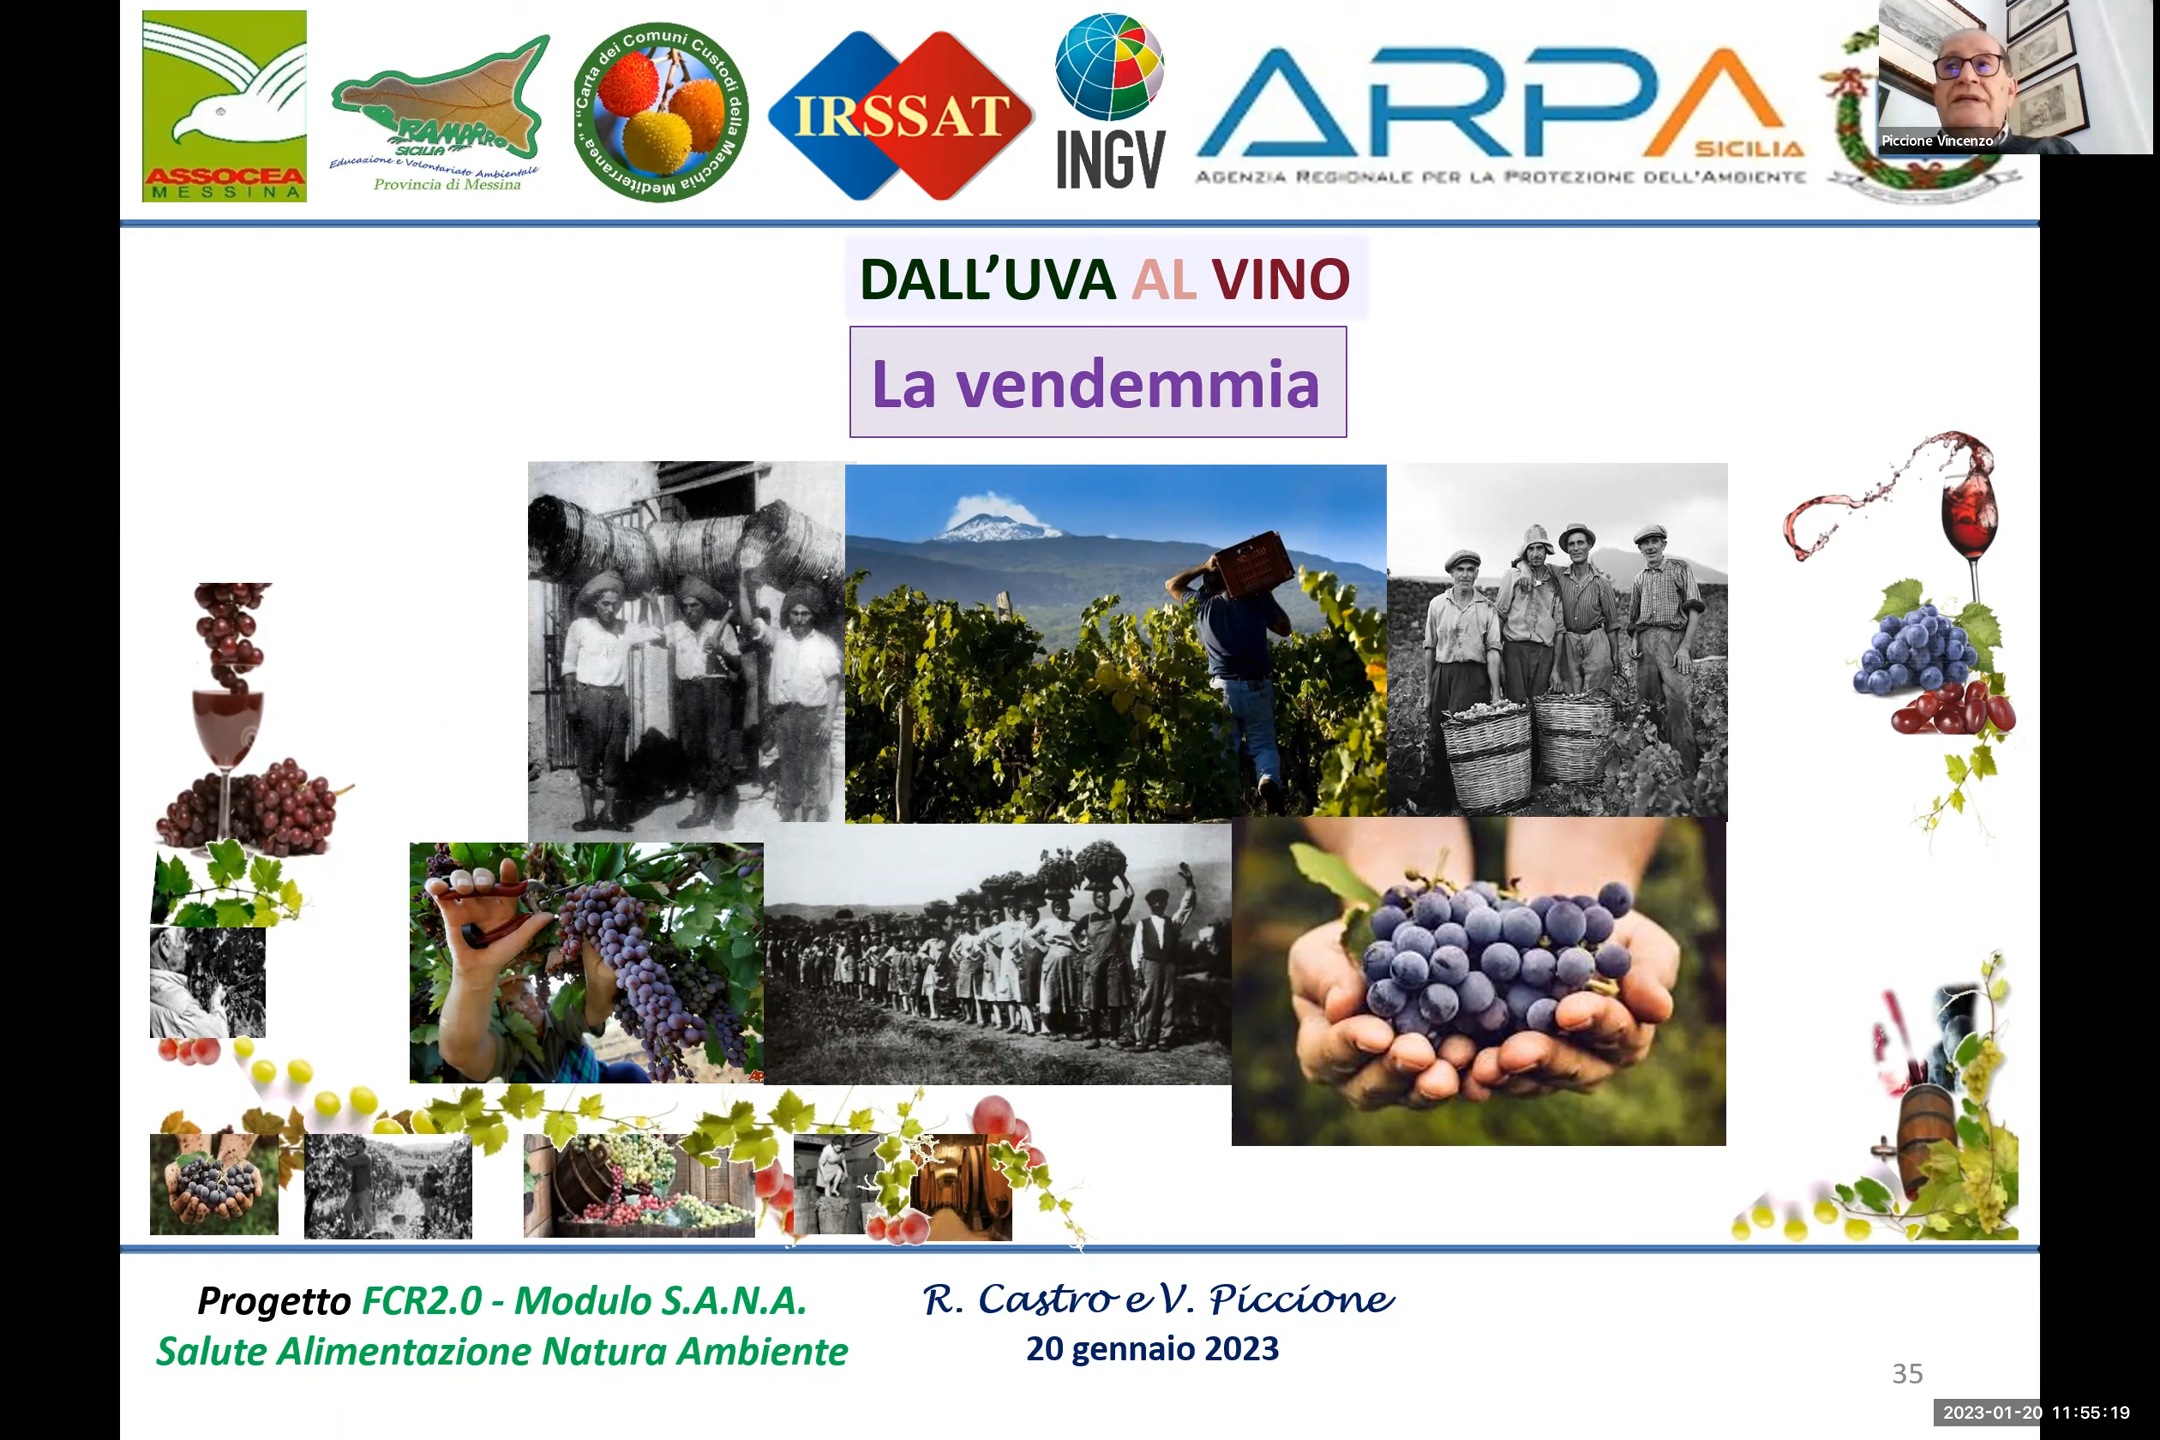 ASSOCEA
MESSINA
RAMARRO
SICILIA
Educazione e Volontariato Ambientale
Provincia di Messina
"Carta dei Comuni Custodi della Macchia Mediterranea"
IRSSAT
INGV
ARPA
SICILIA
AGENZIA REGIONALE PER LA PROTEZIONE DELL'AMBIENTE
Piccione Vincenzo
DALL'UVA AL VINO
La vendemmia
Progetto FCR2.0 - Modulo S.A.N.A.
Salute Alimentazione Natura Ambiente
R. Castro e V. Piccione
20 gennaio 2023
35
2023-01-20 11:55:19